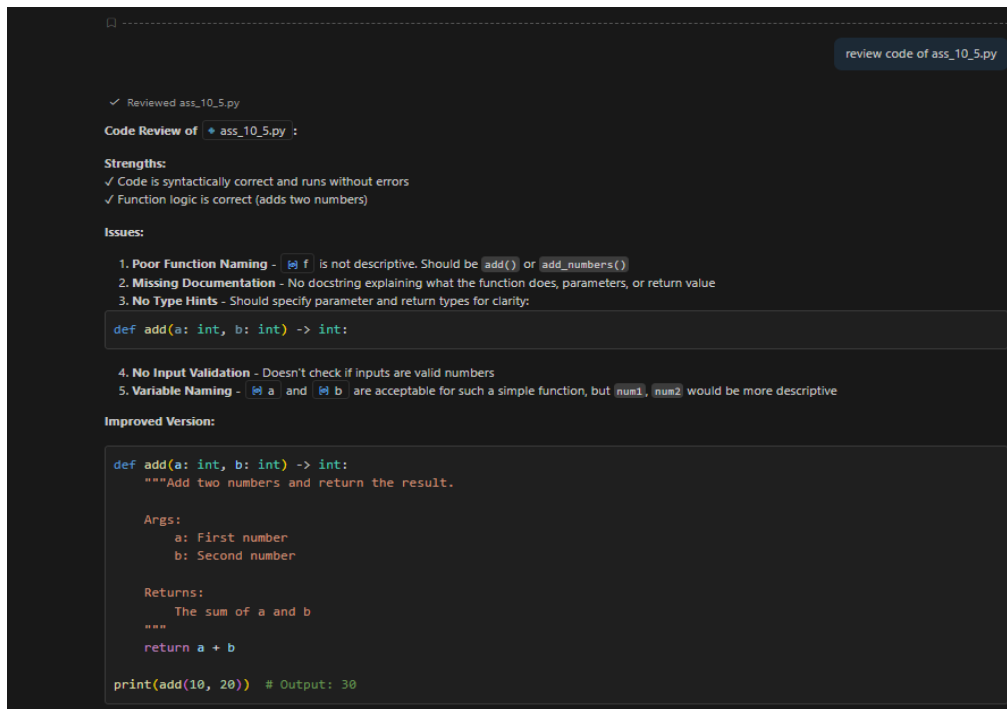 review code of ass_10_5.py
✓ Reviewed ass_10_5.py
Code Review of ass_10_5.py :
Strengths:
✓ Code is syntactically correct and runs without errors
✓ Function logic is correct (adds two numbers)
Issues:
1. Poor Function Naming - f is not descriptive. Should be add() or add_numbers()
2. Missing Documentation - No docstring explaining what the function does, parameters, or return value
3. No Type Hints - Should specify parameter and return types for clarity:
def add(a: int, b: int) -> int:
4. No Input Validation - Doesn't check if inputs are valid numbers
5. Variable Naming - a and b are acceptable for such a simple function, but num1, num2 would be more descriptive
Improved Version:
def add(a: int, b: int) -> int:
    """Add two numbers and return the result.
    Args:
        a: First number
        b: Second number
    Returns:
        The sum of a and b
    """
    return a + b
print(add(10, 20))  # Output: 30